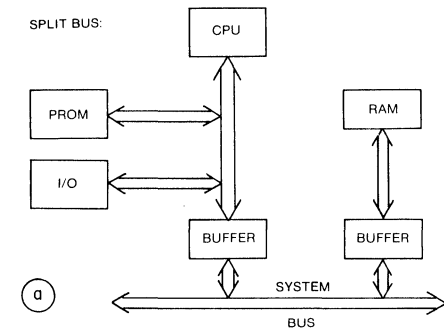 SPLIT BUS:
CPU
PROM
RAM
I/O
BUFFER
BUFFER
a
SYSTEM
BUS